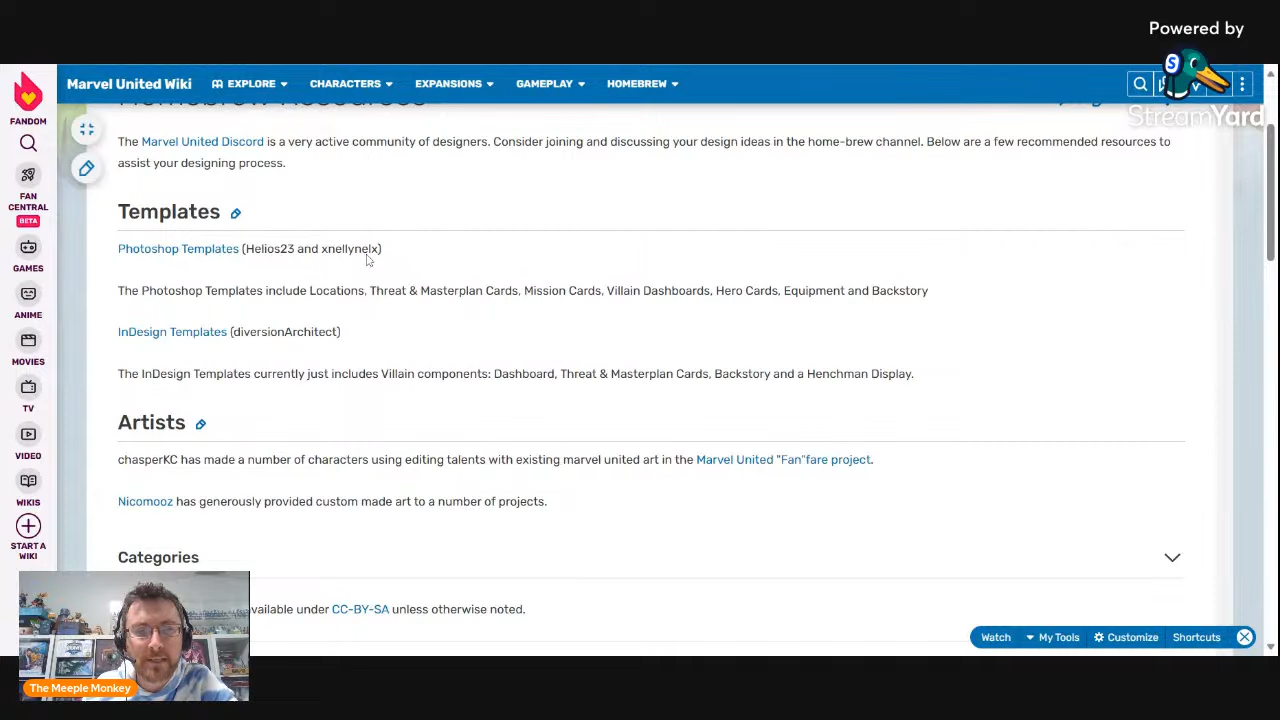 Powered by
StreamYard
Marvel United Wiki
EXPLORE
CHARACTERS
EXPANSIONS
GAMEPLAY
HOMEBREW
FANDOM
FAN CENTRAL
BETA
GAMES
ANIME
MOVIES
TV
VIDEO
WIKIS
START A WIKI
Homebrew Resources
The Marvel United Discord is a very active community of designers. Consider joining and discussing your design ideas in the home-brew channel. Below are a few recommended resources to
assist your designing process.
Templates
Photoshop Templates (Helios23 and xnellynelx)
The Photoshop Templates include Locations, Threat & Masterplan Cards, Mission Cards, Villain Dashboards, Hero Cards, Equipment and Backstory
InDesign Templates (diversionArchitect)
The InDesign Templates currently just includes Villain components: Dashboard, Threat & Masterplan Cards, Backstory and a Henchman Display.
Artists
chasperKC has made a number of characters using editing talents with existing marvel united art in the Marvel United "Fan"fare project.
Nicomooz has generously provided custom made art to a number of projects.
Categories
available under CC-BY-SA unless otherwise noted.
Watch
My Tools
Customize
Shortcuts
The Meeple Monkey